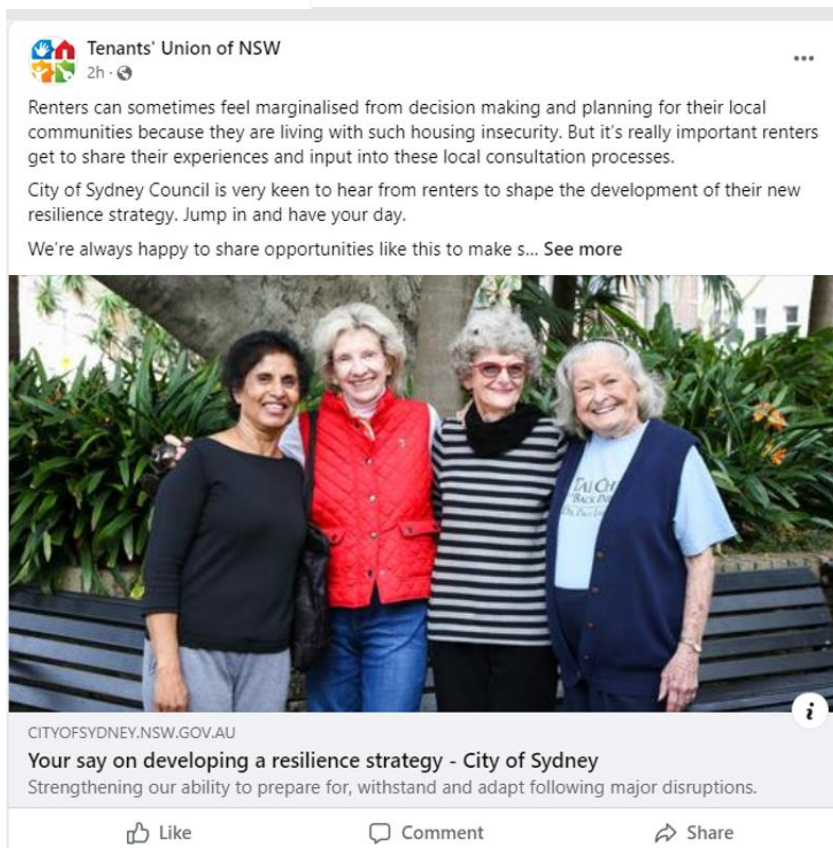 Tenants' Union of NSW
2h ·
Renters can sometimes feel marginalised from decision making and planning for their local
communities because they are living with such housing insecurity. But it's really important renters
get to share their experiences and input into these local consultation processes.
City of Sydney Council is very keen to hear from renters to shape the development of their new
resilience strategy. Jump in and have your day.
We're always happy to share opportunities like this to make s... See more
TAI CHI
BACK PAIN
i
CITYOFSYDNEY.NSW.GOV.AU
Your say on developing a resilience strategy - City of Sydney
Strengthening our ability to prepare for, withstand and adapt following major disruptions.
Like
Comment
Share